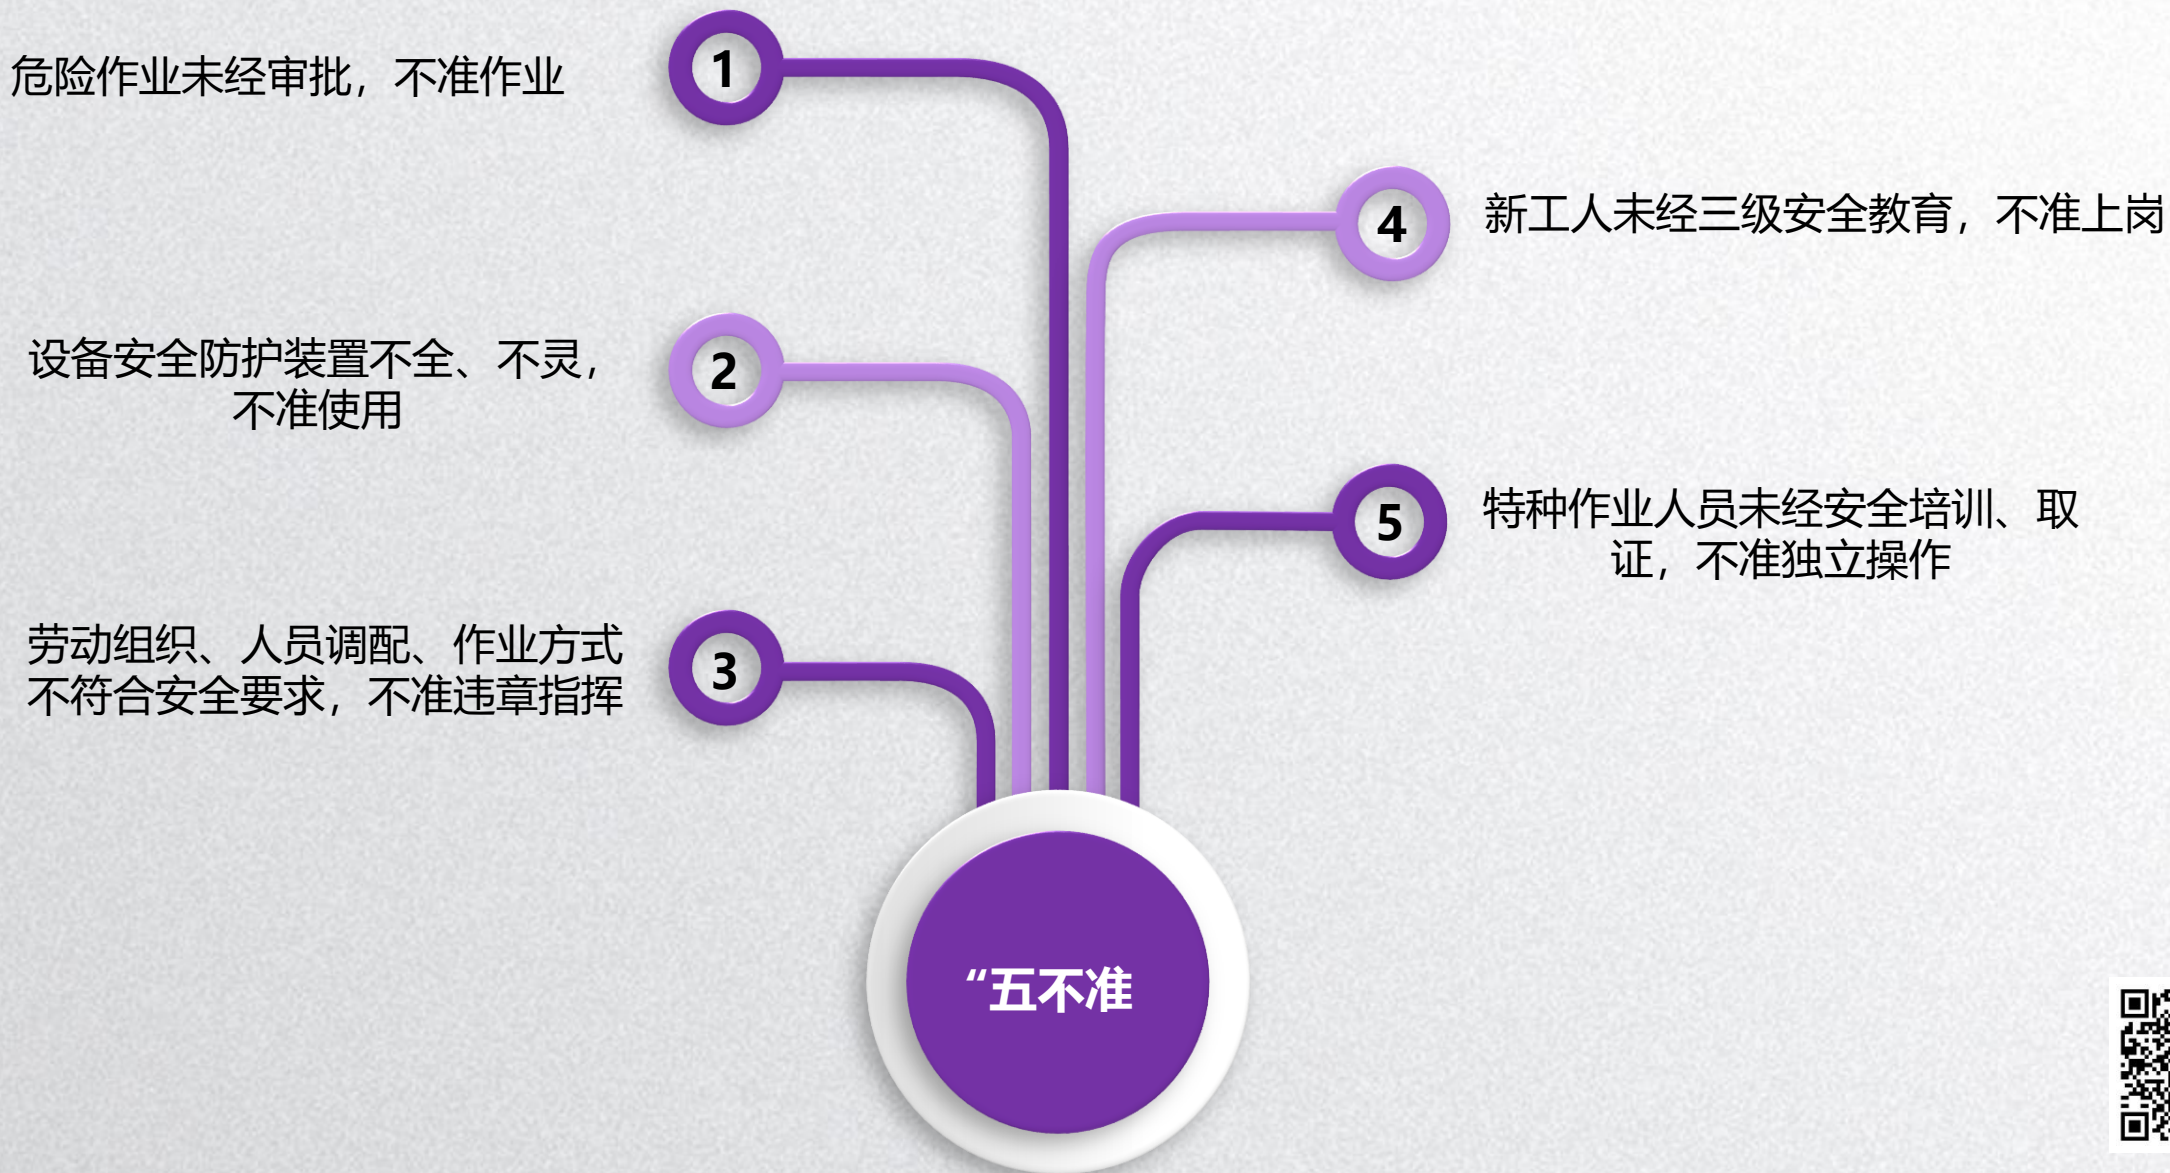 1
危险作业未经审批，不准作业
2
设备安全防护装置不全、不灵，
不准使用
3
劳动组织、人员调配、作业方式
不符合安全要求，不准违章指挥
4
新工人未经三级安全教育，不准上岗
5
特种作业人员未经安全培训、取
证，不准独立操作
“五不准